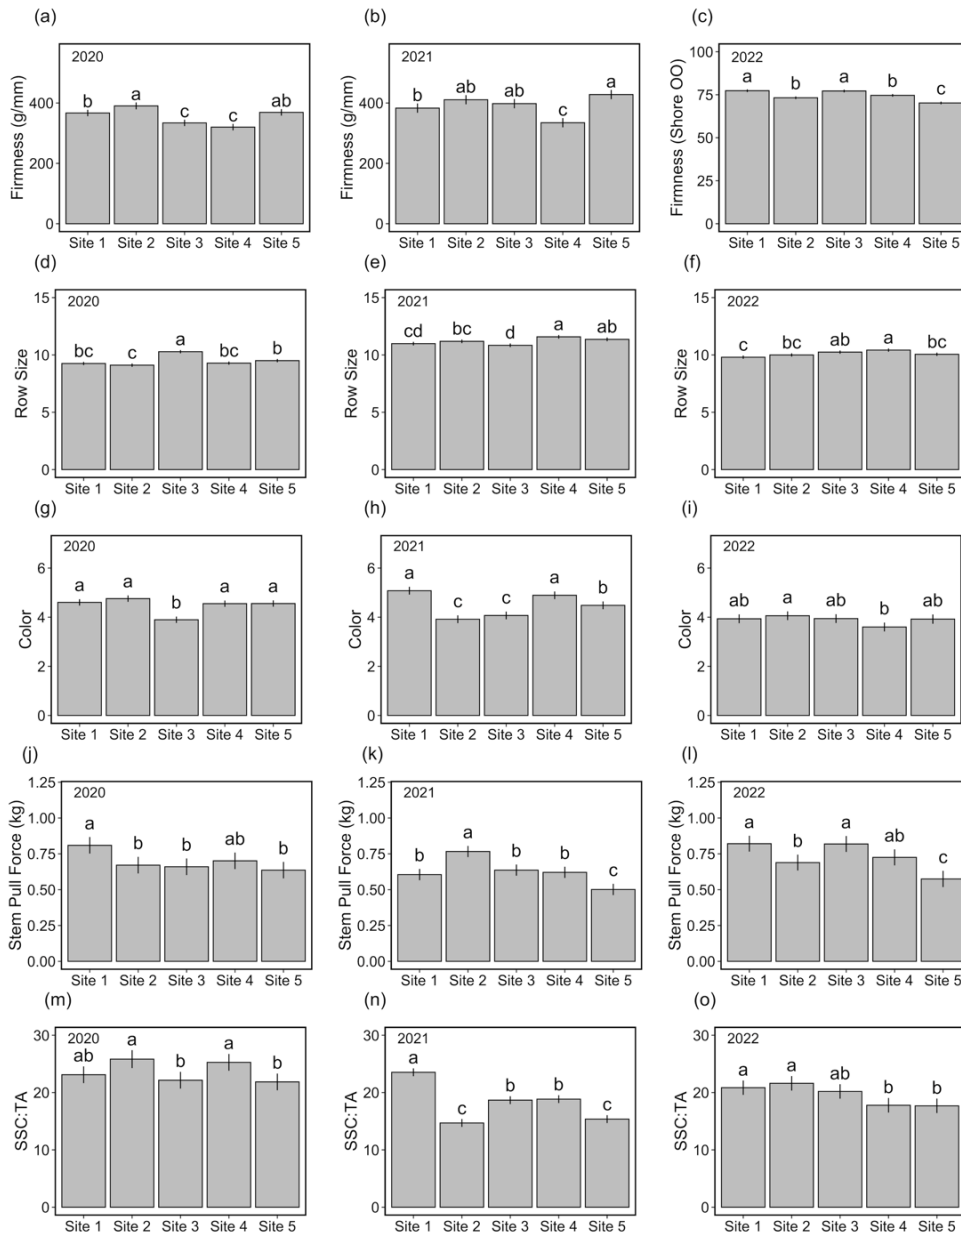 (a) (b) (c)
2020 2021 2022
Firmness (g/mm) Firmness (g/mm) Firmness (Shore OO)
400 400 100
200 200 75
0 0 50
25
0
b a c c ab
b ab ab c a
a b a b c
Site 1 Site 2 Site 3 Site 4 Site 5 Site 1 Site 2 Site 3 Site 4 Site 5 Site 1 Site 2 Site 3 Site 4 Site 5
(d) (e) (f)
2020 2021 2022
Row Size Row Size Row Size
15 15 15
10 10 10
5 5 5
0 0 0
bc c a bc b
cd bc d a ab
c bc ab a bc
Site 1 Site 2 Site 3 Site 4 Site 5 Site 1 Site 2 Site 3 Site 4 Site 5 Site 1 Site 2 Site 3 Site 4 Site 5
(g) (h) (i)
2020 2021 2022
Color Color Color
6 6 6
4 4 4
2 2 2
0 0 0
a a b a a
a c c a b
ab a ab b ab
Site 1 Site 2 Site 3 Site 4 Site 5 Site 1 Site 2 Site 3 Site 4 Site 5 Site 1 Site 2 Site 3 Site 4 Site 5
(j) (k) (l)
2020 2021 2022
Stem Pull Force (kg) Stem Pull Force (kg) Stem Pull Force (kg)
1.25 1.25 1.25
1.00 1.00 1.00
0.75 0.75 0.75
0.50 0.50 0.50
0.25 0.25 0.25
0.00 0.00 0.00
a b b ab b
b a b b c
a b a ab c
Site 1 Site 2 Site 3 Site 4 Site 5 Site 1 Site 2 Site 3 Site 4 Site 5 Site 1 Site 2 Site 3 Site 4 Site 5
(m) (n) (o)
2020 2021 2022
SSC:TA SSC:TA SSC:TA
30 30 30
20 20 20
10 10 10
0 0 0
ab a b a b
a c b b c
a a ab b b
Site 1 Site 2 Site 3 Site 4 Site 5 Site 1 Site 2 Site 3 Site 4 Site 5 Site 1 Site 2 Site 3 Site 4 Site 5